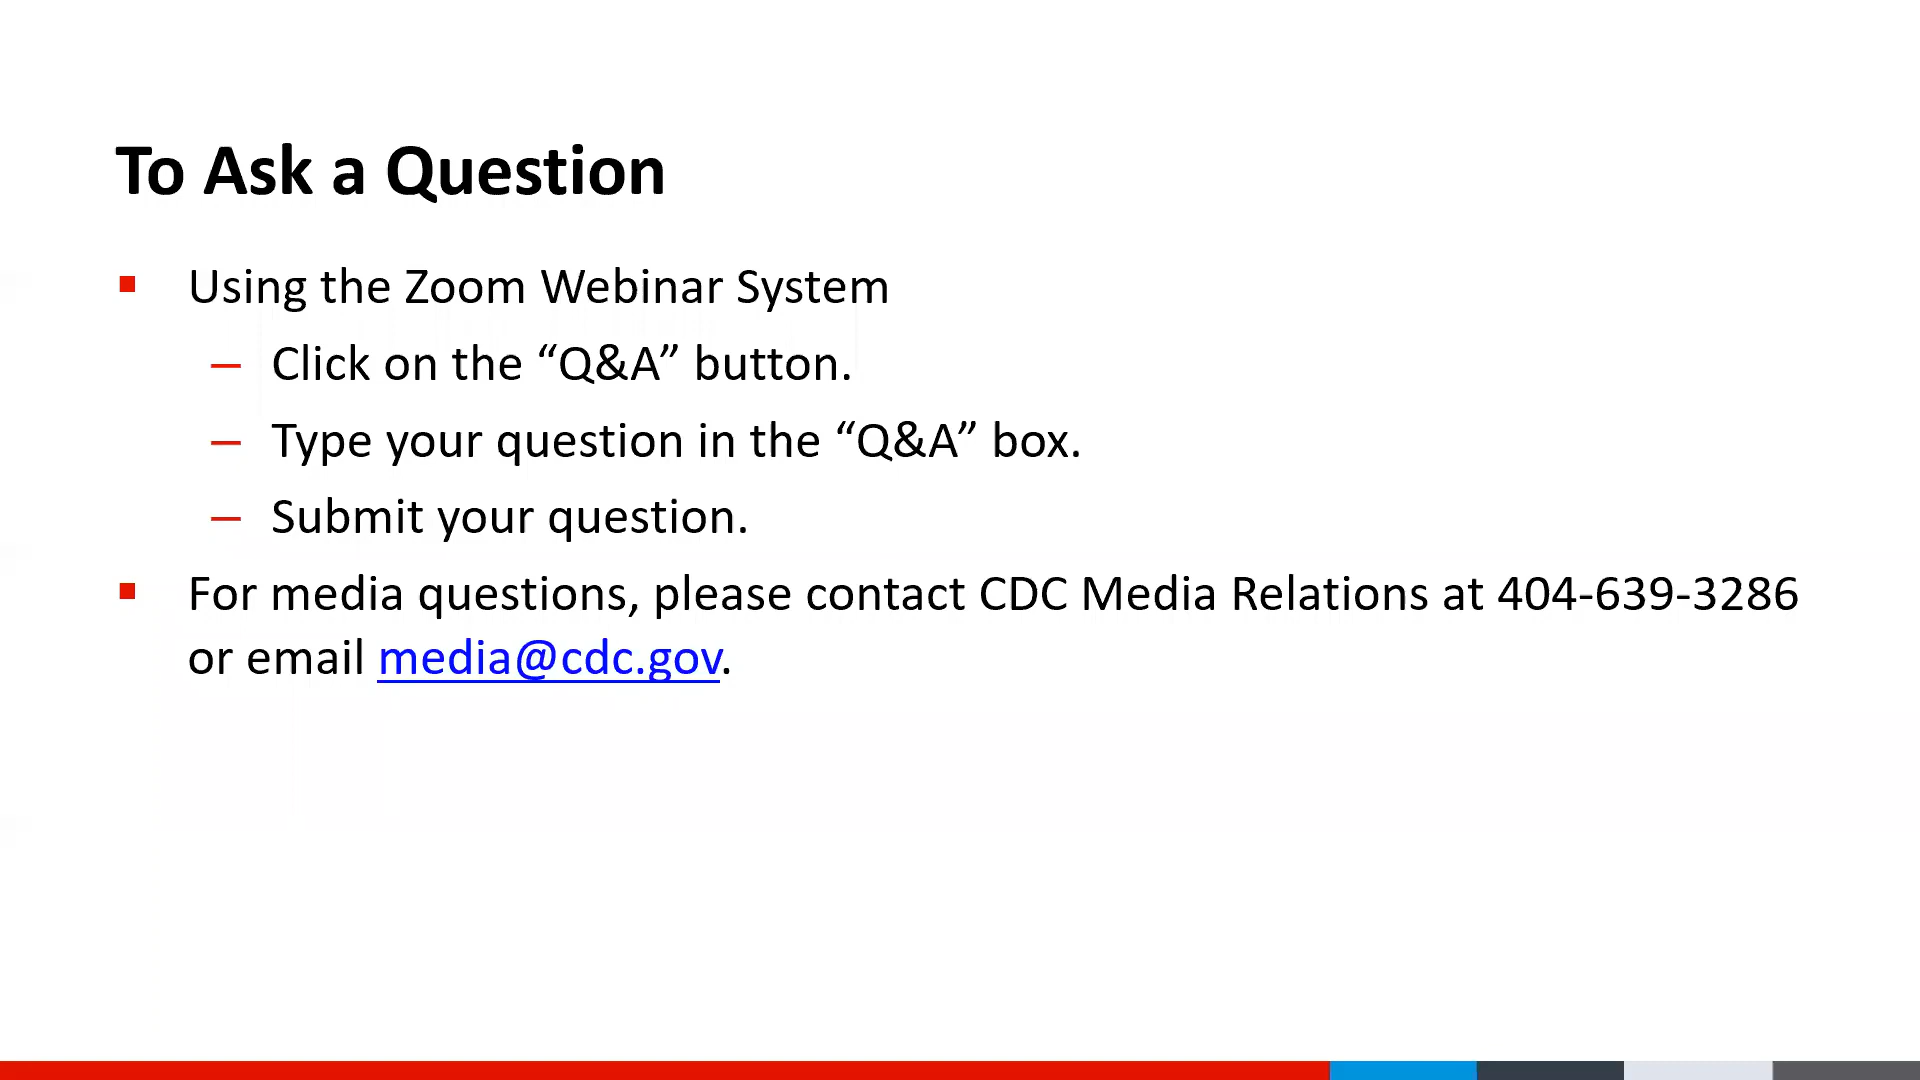 To Ask a Question
▪ Using the Zoom Webinar System
– Click on the “Q&A” button.
– Type your question in the “Q&A” box.
– Submit your question.
▪ For media questions, please contact CDC Media Relations at 404-639-3286
or email media@cdc.gov.